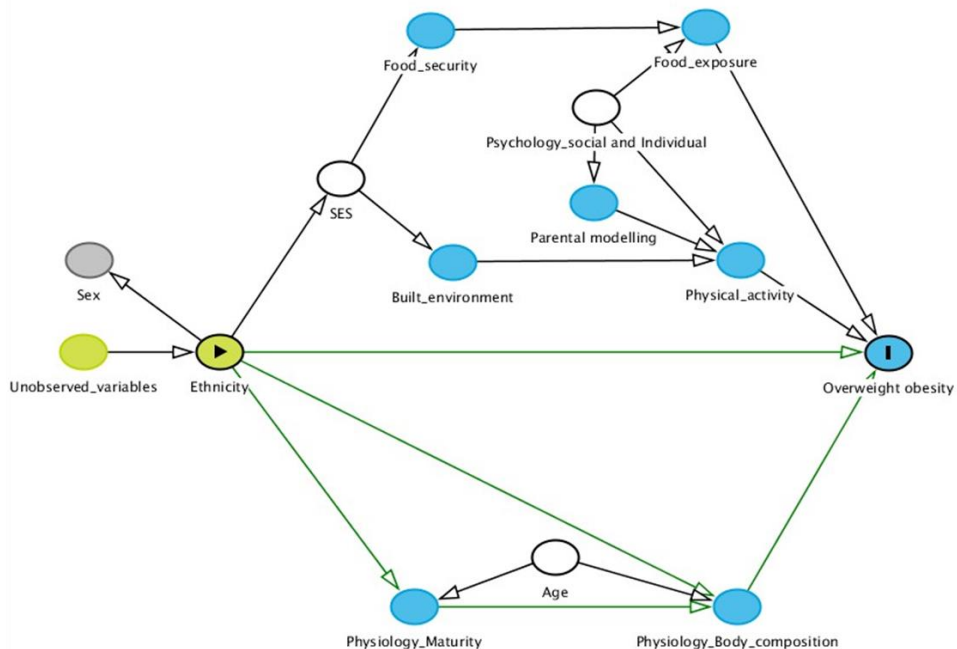 Food_security
Food_exposure
Psychology_social and Individual
SES
Parental modelling
Sex
Built_environment
Physical_activity
Unobserved_variables
Ethnicity
Overweight obesity
Age
Physiology_Maturity
Physiology_Body_composition